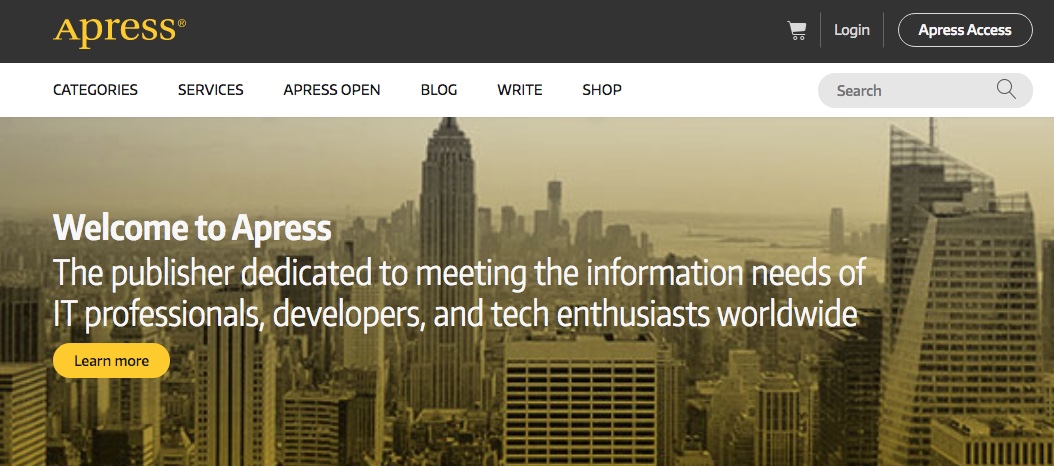 Apress®
Login
Apress Access
CATEGORIES
SERVICES
APRESS OPEN
BLOG
WRITE
SHOP
Search
Welcome to Apress
The publisher dedicated to meeting the information needs of
IT professionals, developers, and tech enthusiasts worldwide
Learn more